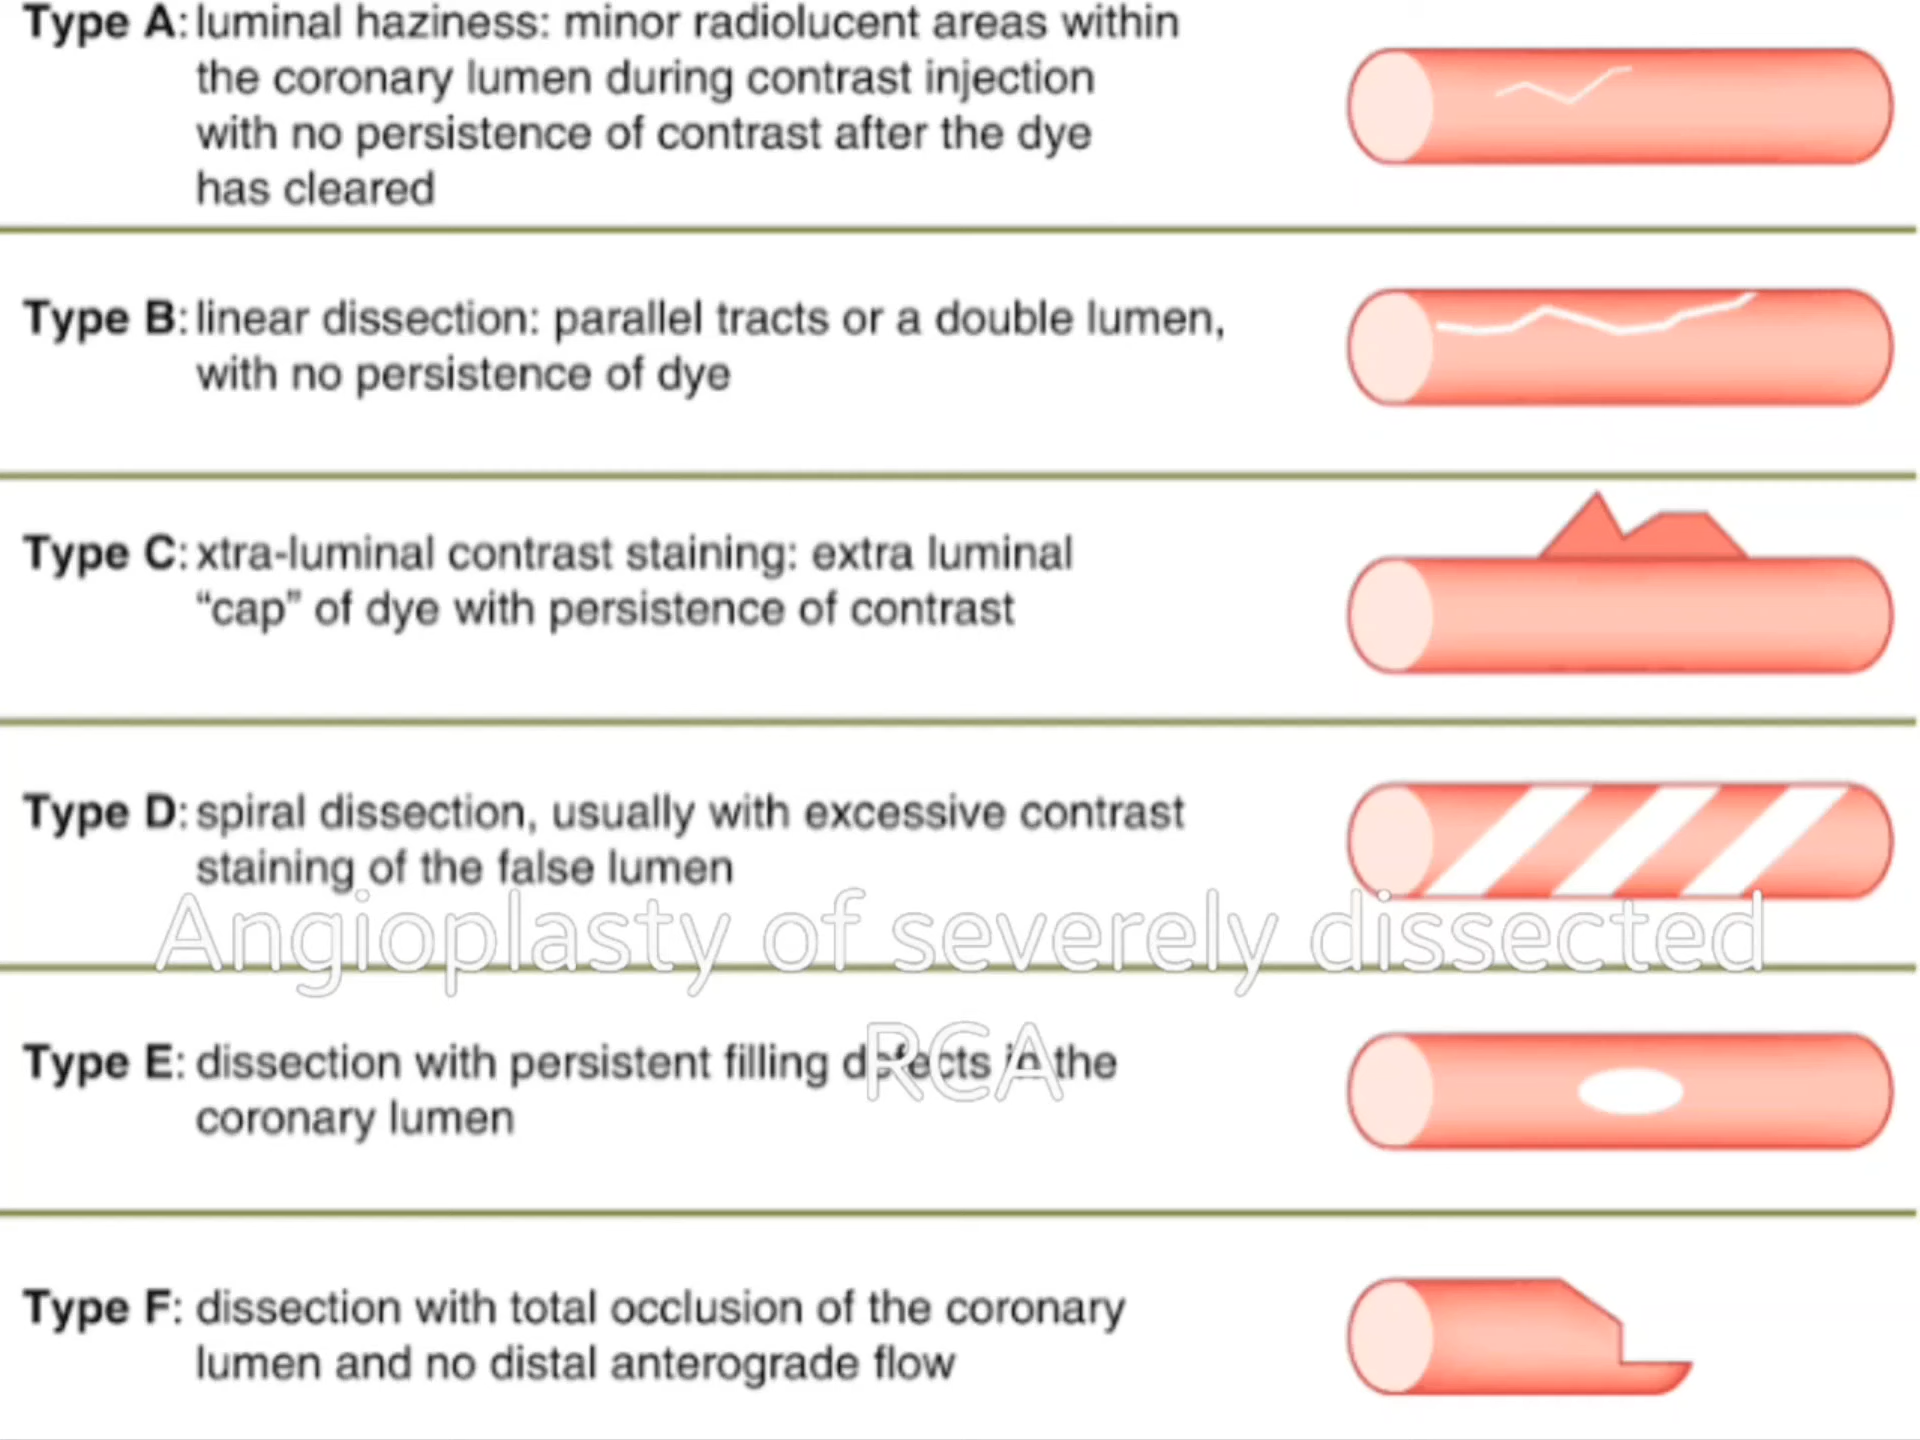 Type A: luminal haziness: minor radiolucent areas within
the coronary lumen during contrast injection
with no persistence of contrast after the dye
has cleared
Type B: linear dissection: parallel tracts or a double lumen,
with no persistence of dye
Type C: xtra-luminal contrast staining: extra luminal
“cap” of dye with persistence of contrast
Type D: spiral dissection, usually with excessive contrast
staining of the false lumen
Angioplasty of severely dissected
RCA
Type E: dissection with persistent filling defects in the
coronary lumen
Type F: dissection with total occlusion of the coronary
lumen and no distal anterograde flow